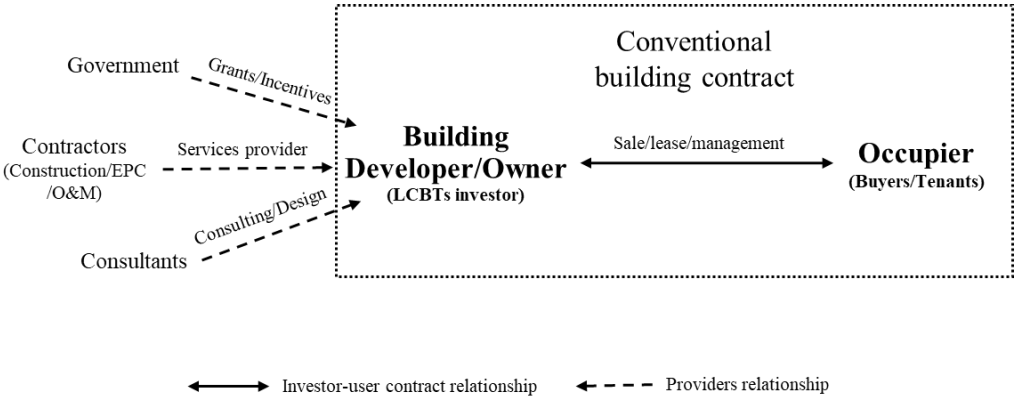 Conventional
building contract
Government
Grants/Incentives
Contractors
(Construction/EPC
/O&M)
Services provider
Building
Developer/Owner
(LCBTs investor)
Sale/lease/management
Occupier
(Buyers/Tenants)
Consulting/Design
Consultants
Investor-user contract relationship
Providers relationship